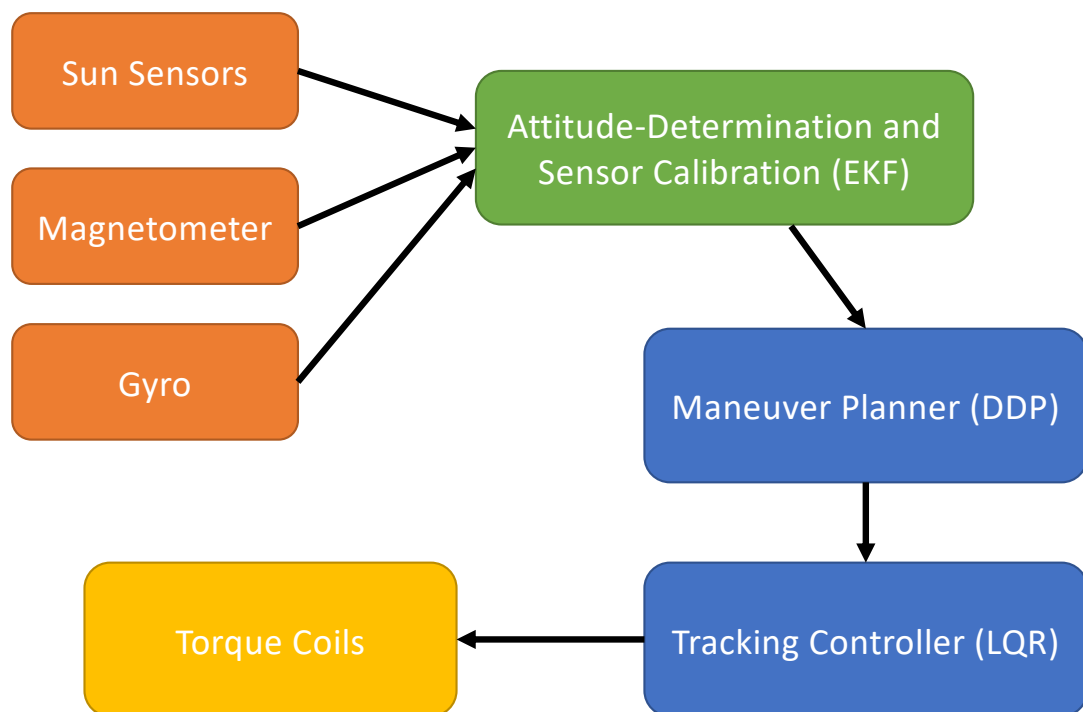 Sun Sensors
Attitude-Determination and
Sensor Calibration (EKF)
Magnetometer
Gyro
Maneuver Planner (DDP)
Torque Coils
Tracking Controller (LQR)